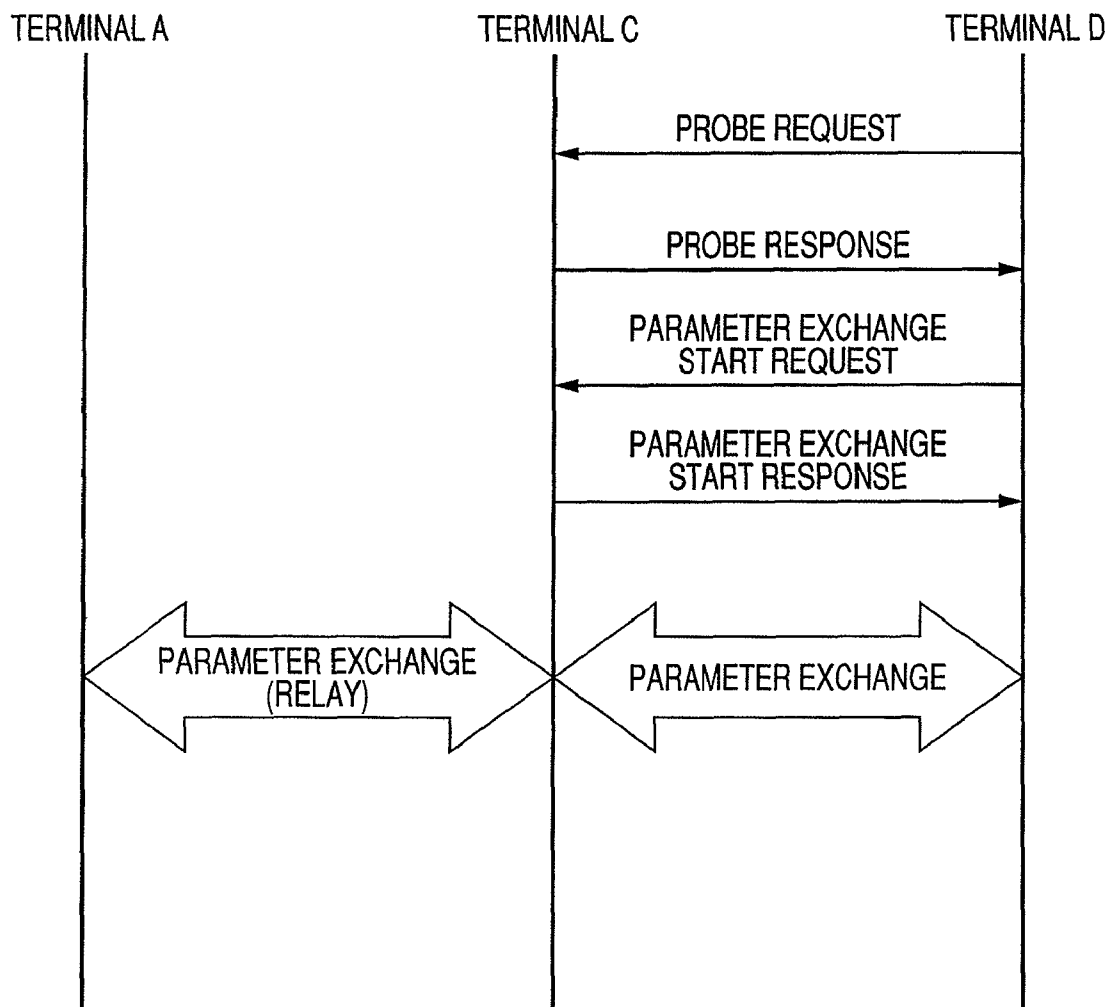 TERMINAL A
TERMINAL C
TERMINAL D
PROBE REQUEST
PROBE RESPONSE
PARAMETER EXCHANGE
START REQUEST
PARAMETER EXCHANGE
START RESPONSE
PARAMETER EXCHANGE
(RELAY)
PARAMETER EXCHANGE